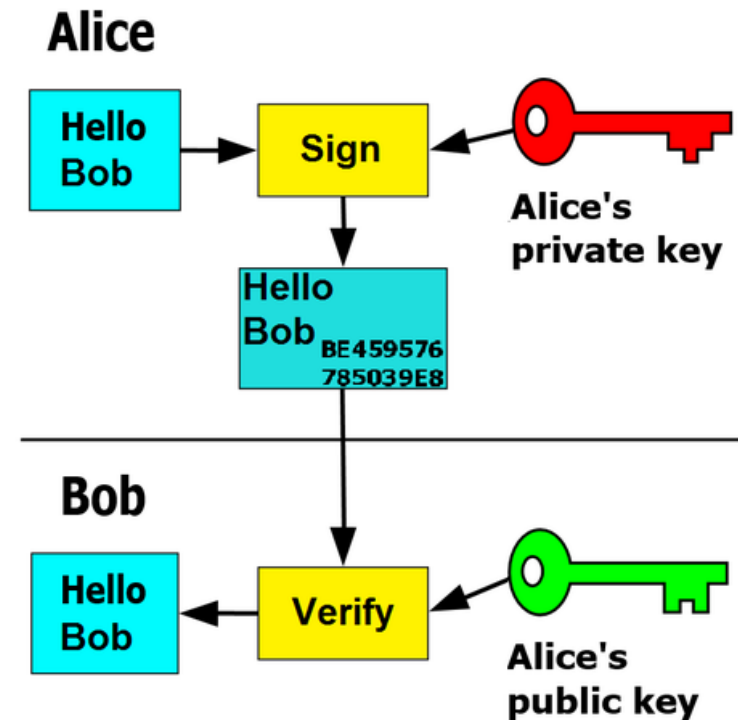 Alice
Hello
Bob
Sign
Alice's
private key
Hello
Bob
BE459576
785039E8
Bob
Hello
Bob
Verify
Alice's
public key